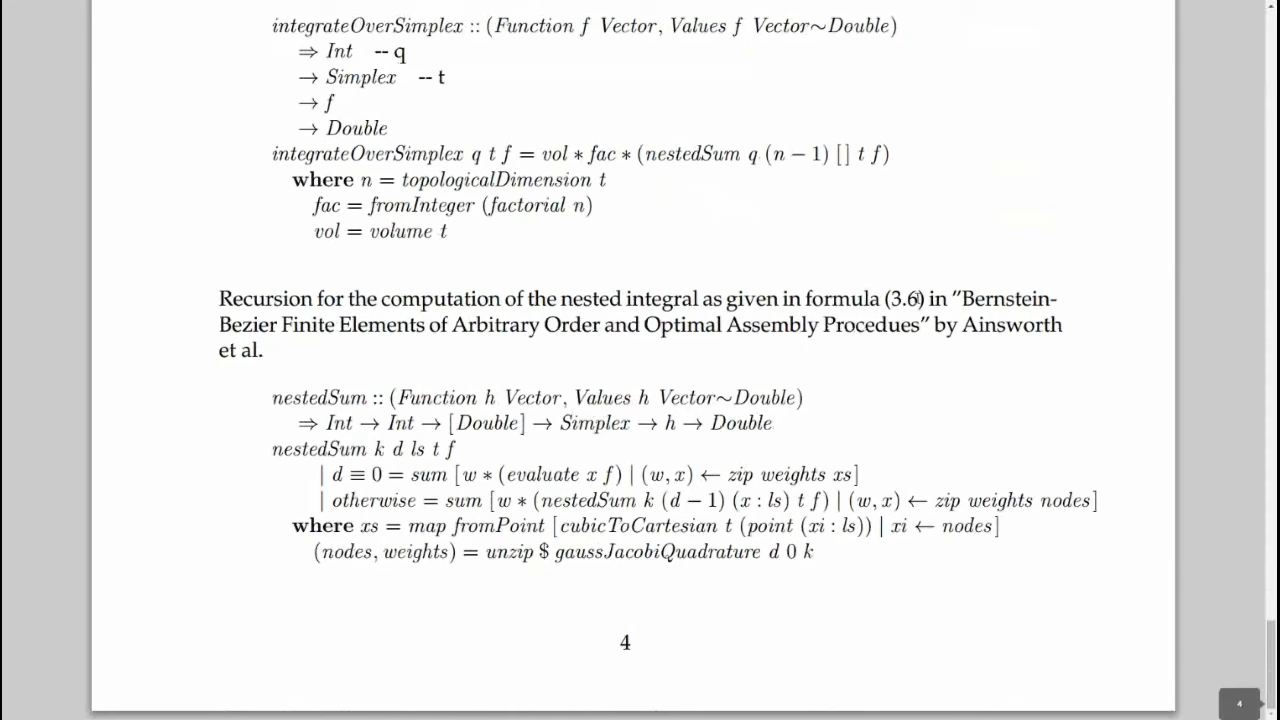 integrateOverSimplex :: (Function f Vector, Values f Vector~Double)
⇒ Int -- q
→ Simplex -- t
→ f
→ Double
integrateOverSimplex q t f = vol * fac * (nestedSum q (n − 1) [ ] t f)
where n = topologicalDimension t
fac = fromInteger (factorial n)
vol = volume t
Recursion for the computation of the nested integral as given in formula (3.6) in "Bernstein-
Bezier Finite Elements of Arbitrary Order and Optimal Assembly Procedues" by Ainsworth
et al.
nestedSum :: (Function h Vector, Values h Vector~Double)
⇒ Int → Int → [Double] → Simplex → h → Double
nestedSum k d ls t f
| d ≡ 0 = sum [w * (evaluate x f) | (w, x) ← zip weights xs]
| otherwise = sum [w * (nestedSum k (d − 1) (x : ls) t f) | (w, x) ← zip weights nodes]
where xs = map fromPoint [cubicToCartesian t (point (xi : ls)) | xi ← nodes]
(nodes, weights) = unzip $ gaussJacobiQuadrature d 0 k
4
4